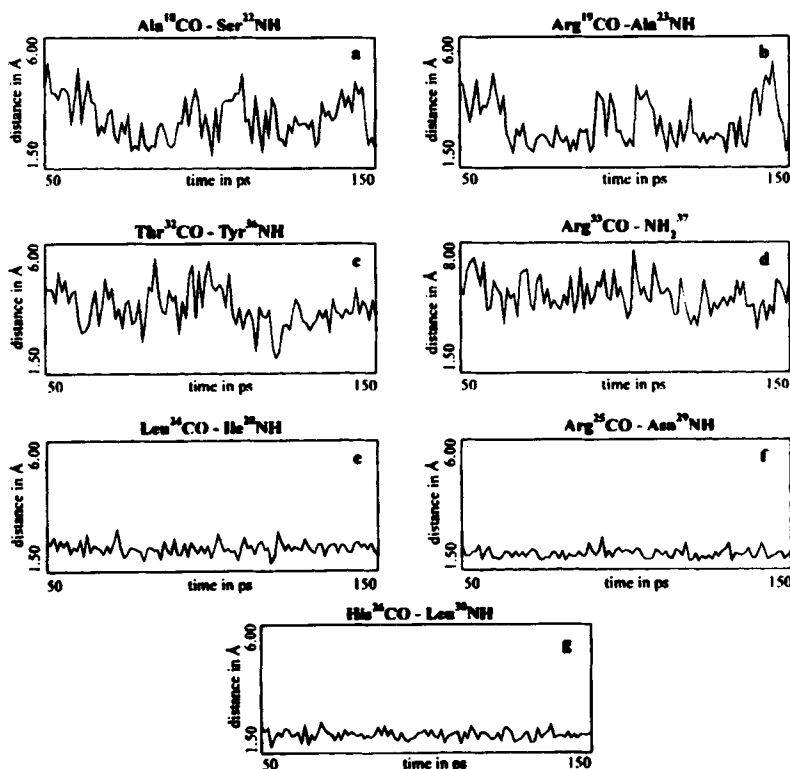 Ala¹⁸CO - Ser²²NH
a
6.00
distance in Å
1.50
50
time in ps
150
Arg¹⁹CO - Ala²³NH
b
6.00
distance in Å
1.50
50
time in ps
150
Thr³²CO - Tyr³⁶NH
c
6.00
distance in Å
1.50
50
time in ps
150
Arg³³CO - NH₂³⁷
d
8.00
distance in Å
1.50
50
time in ps
150
Leu²⁴CO - Ile²⁸NH
e
6.00
distance in Å
1.50
50
time in ps
150
Arg²⁵CO - Asn²⁹NH
f
6.00
distance in Å
1.50
50
time in ps
150
His²⁶CO - Leu³⁰NH
g
6.00
distance in Å
1.50
50
time in ps
150